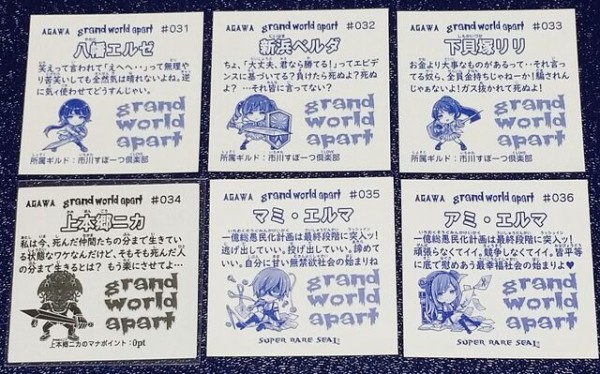 AGAWA grand world apart #031
八幡エルゼ
笑えって言われて「えへへ…」って無理や
り苦笑いしても全然気は晴れないよね。逆
に気ィ使わせてどうすんじゃい。
grand
world
apart
所属ギルド：市川すぽーつ倶楽部
AGAWA grand world apart #032
新浜ベルダ
ちょ、「大丈夫、君なら勝てる！」ってエビデ
ンスに基づいてる？負けたら死ぬよ？死ぬ
よ？…それ皆に言ってない？
grand
world
apart
所属ギルド：市川すぽーつ倶楽部
AGAWA grand world apart #033
下貝塚リリ
お金より大事なものがあるって…それ言
ってる奴ら、全員金持ちじゃねーか！騙されん
じゃぁないよ！ガス抜かれて死ぬよ！
grand
world
apart
所属ギルド：市川すぽーつ倶楽部
AGAWA grand world apart #034
上本郷ニカ
私は今、死んだ仲間たちの分まで生きてい
る状態なワケなんだけど、そもそも死んだ人
の分まで生きるとは？もう楽にさせてよ…
grand
world
apart
上本郷ニカのマナポイント：0pt
AGAWA grand world apart #035
マミ・エルマ
一億総愚民化計画は最終段階に突入ッ！
逃げ出していい。投げ出していい。諦めて
いい。自分に甘い無禁欲社会の始まりね
grand
world
apart
SUPER RARE SEAL
AGAWA grand world apart #036
アミ・エルマ
一億総愚民化計画は最終段階に突入ッ！
頑張らなくてイイ。競争しなくてイイ。皆平等
に底で慰めあう最幸福社会の始まりよ♥
grand
world
apart
SUPER RARE SEAL